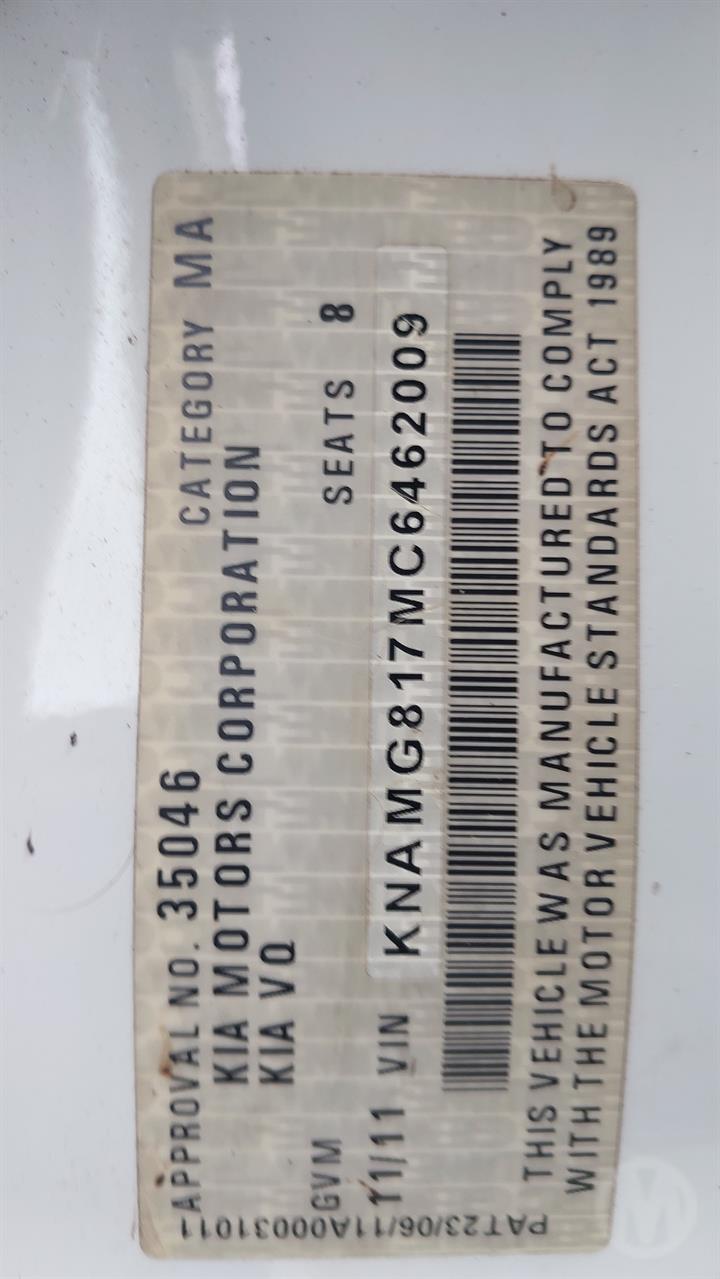 APPROVAL NO. 35046 CATEGORY MA
KIA MOTORS CORPORATION
KIA VQ
GVM SEATS 8
11/11 VIN KNAMG817MC6462009
THIS VEHICLE WAS MANUFACTURED TO COMPLY
WITH THE MOTOR VEHICLE STANDARDS ACT 1989
PAT23/06/11A00031011
M